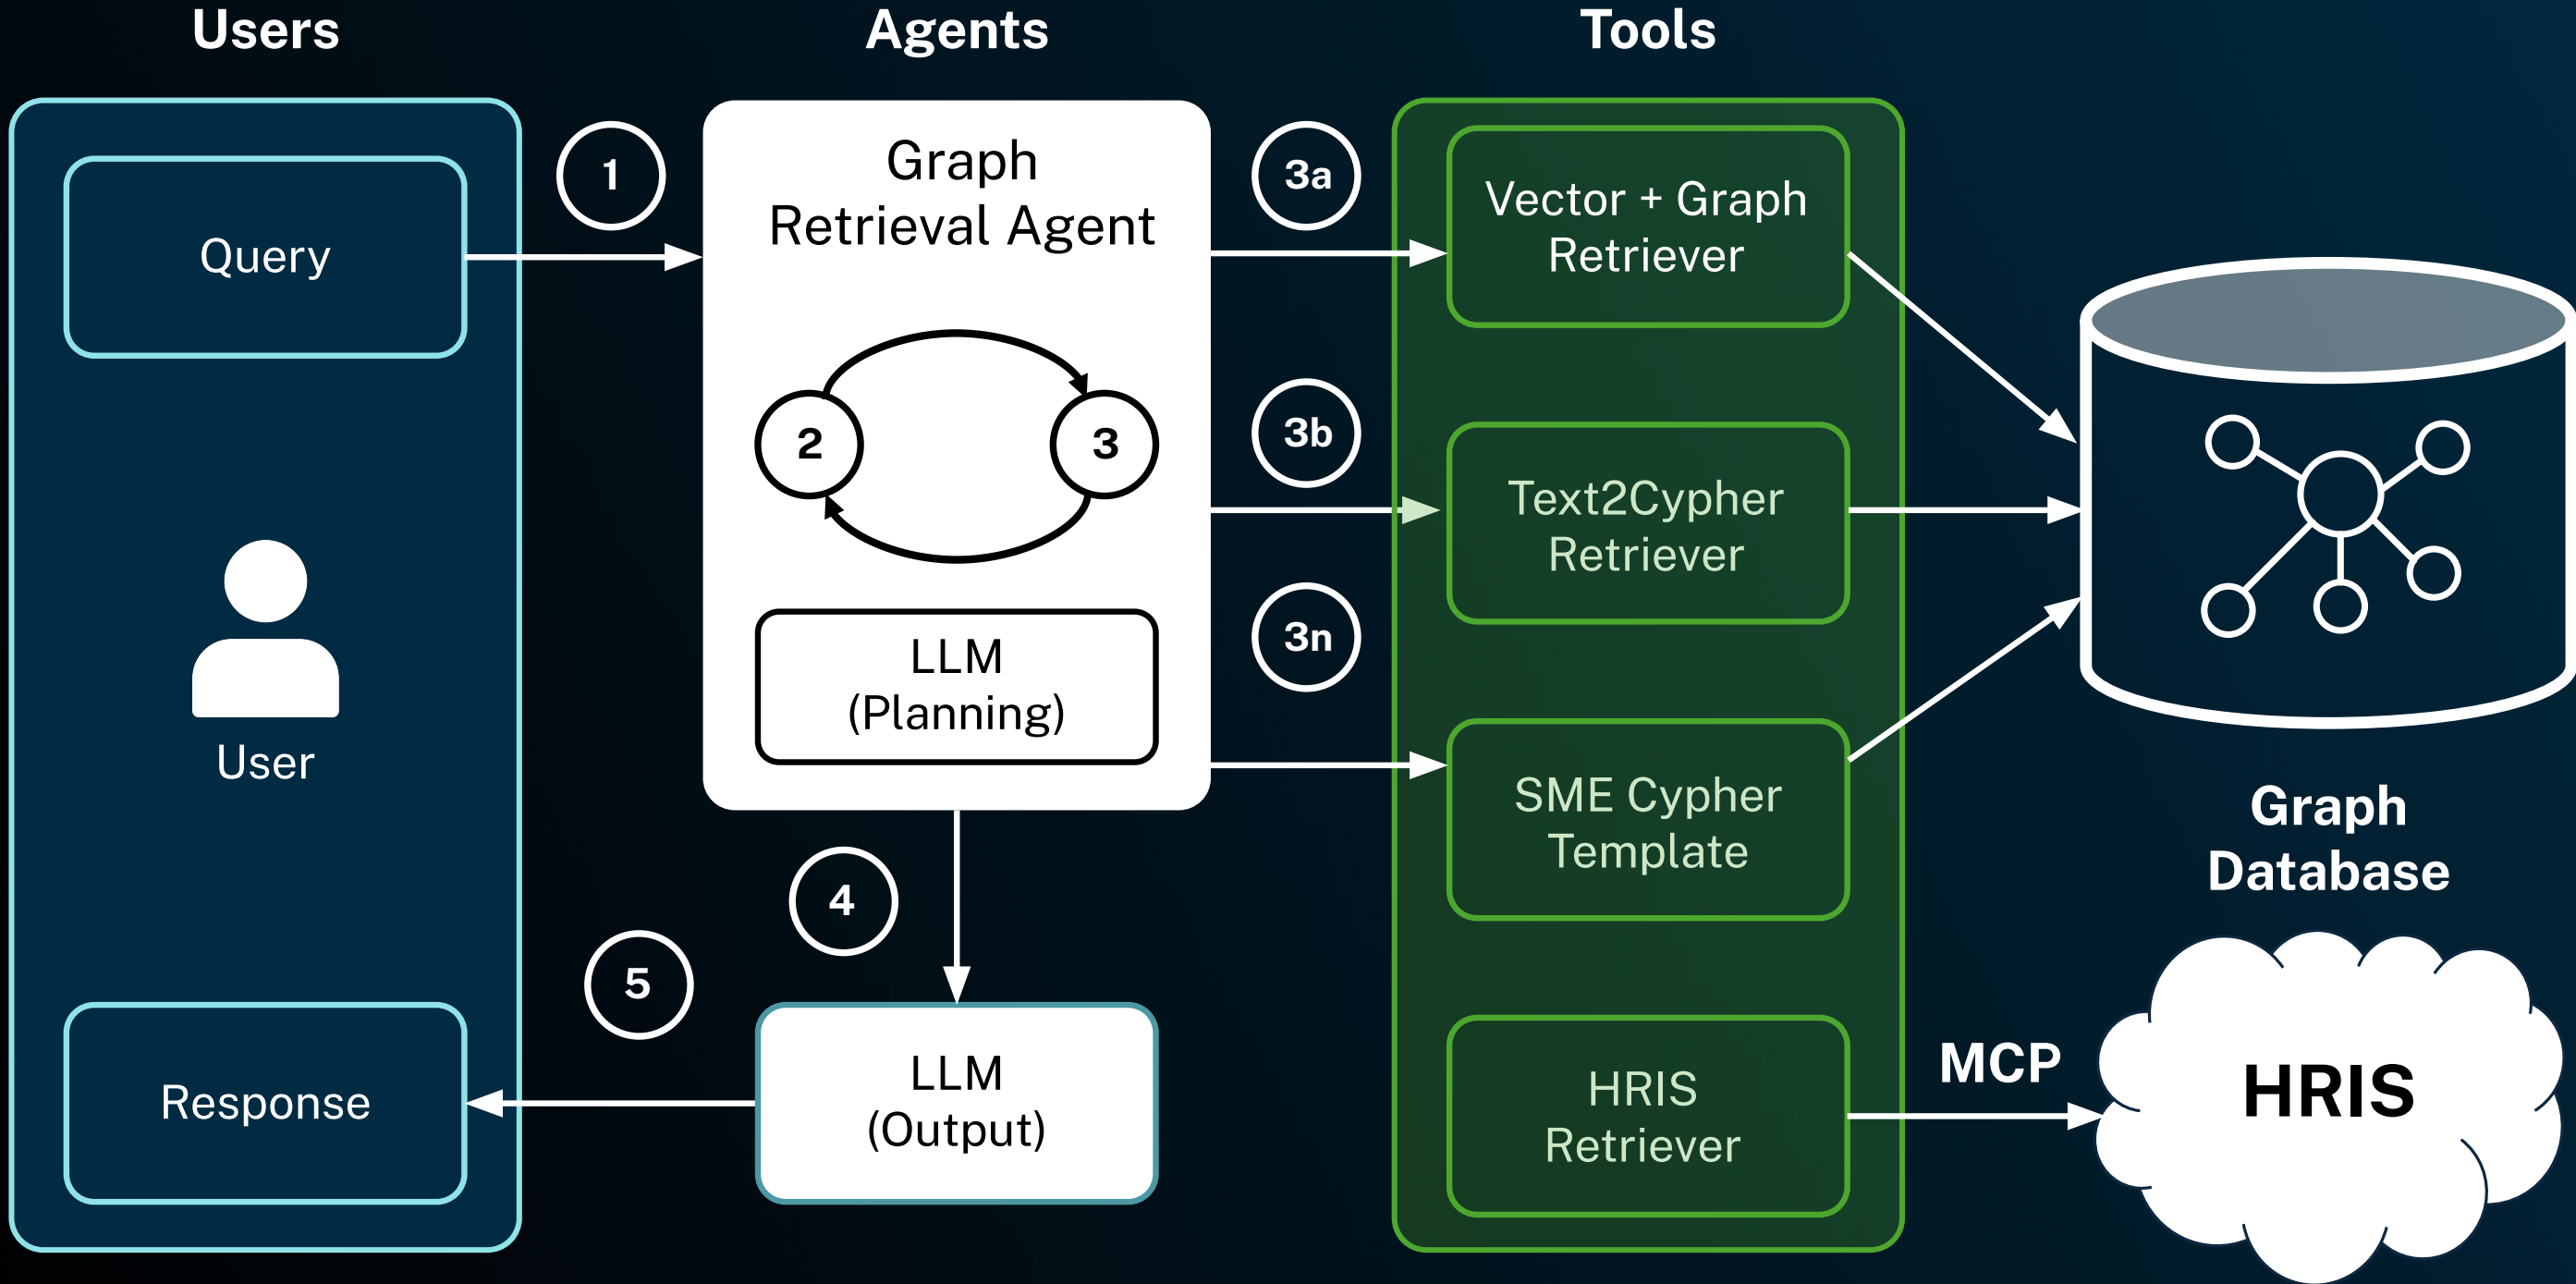 Users
Agents
Tools
Query
1
Graph
Retrieval Agent
2
3
LLM
(Planning)
3a
3b
3n
Vector + Graph
Retriever
Text2Cypher
Retriever
SME Cypher
Template
HRIS
Retriever
User
4
5
Response
LLM
(Output)
Graph
Database
MCP
HRIS